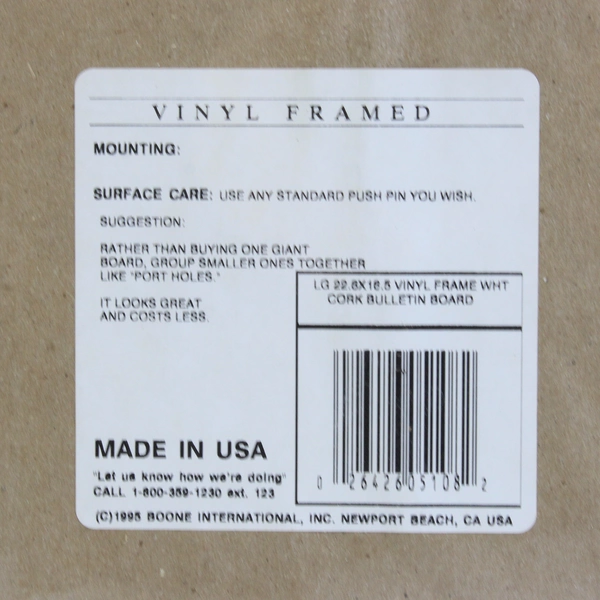 VINYL FRAMED
MOUNTING:
SURFACE CARE: USE ANY STANDARD PUSH PIN YOU WISH.
SUGGESTION:
RATHER THAN BUYING ONE GIANT
BOARD, GROUP SMALLER ONES TOGETHER
LIKE "PORT HOLES."
IT LOOKS GREAT
AND COSTS LESS.
LG 22.8X16.5 VINYL FRAME WHT
CORK BULLETIN BOARD
0 2642605108 2
MADE IN USA
"Let us know how we're doing"
CALL 1-800-359-1230 ext. 123
(C)1995 BOONE INTERNATIONAL, INC. NEWPORT BEACH, CA USA